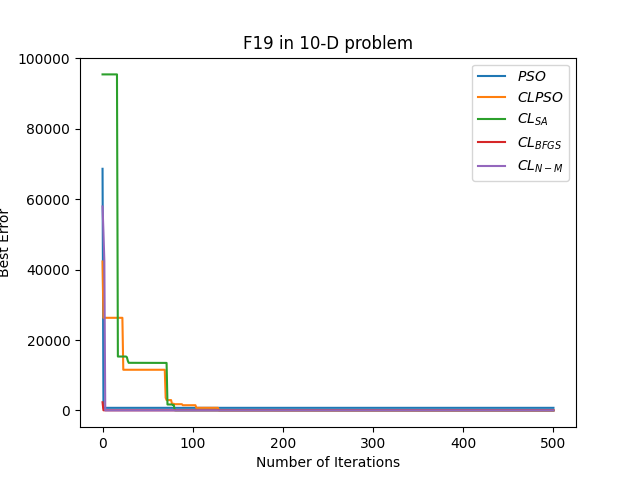 F19 in 10-D problem
100000
80000
60000
40000
20000
0
Best Error
0 100 200 300 400 500
Number of Iterations
PSO
CLPSO
CL_SA
CL_BFGS
CL_N-M